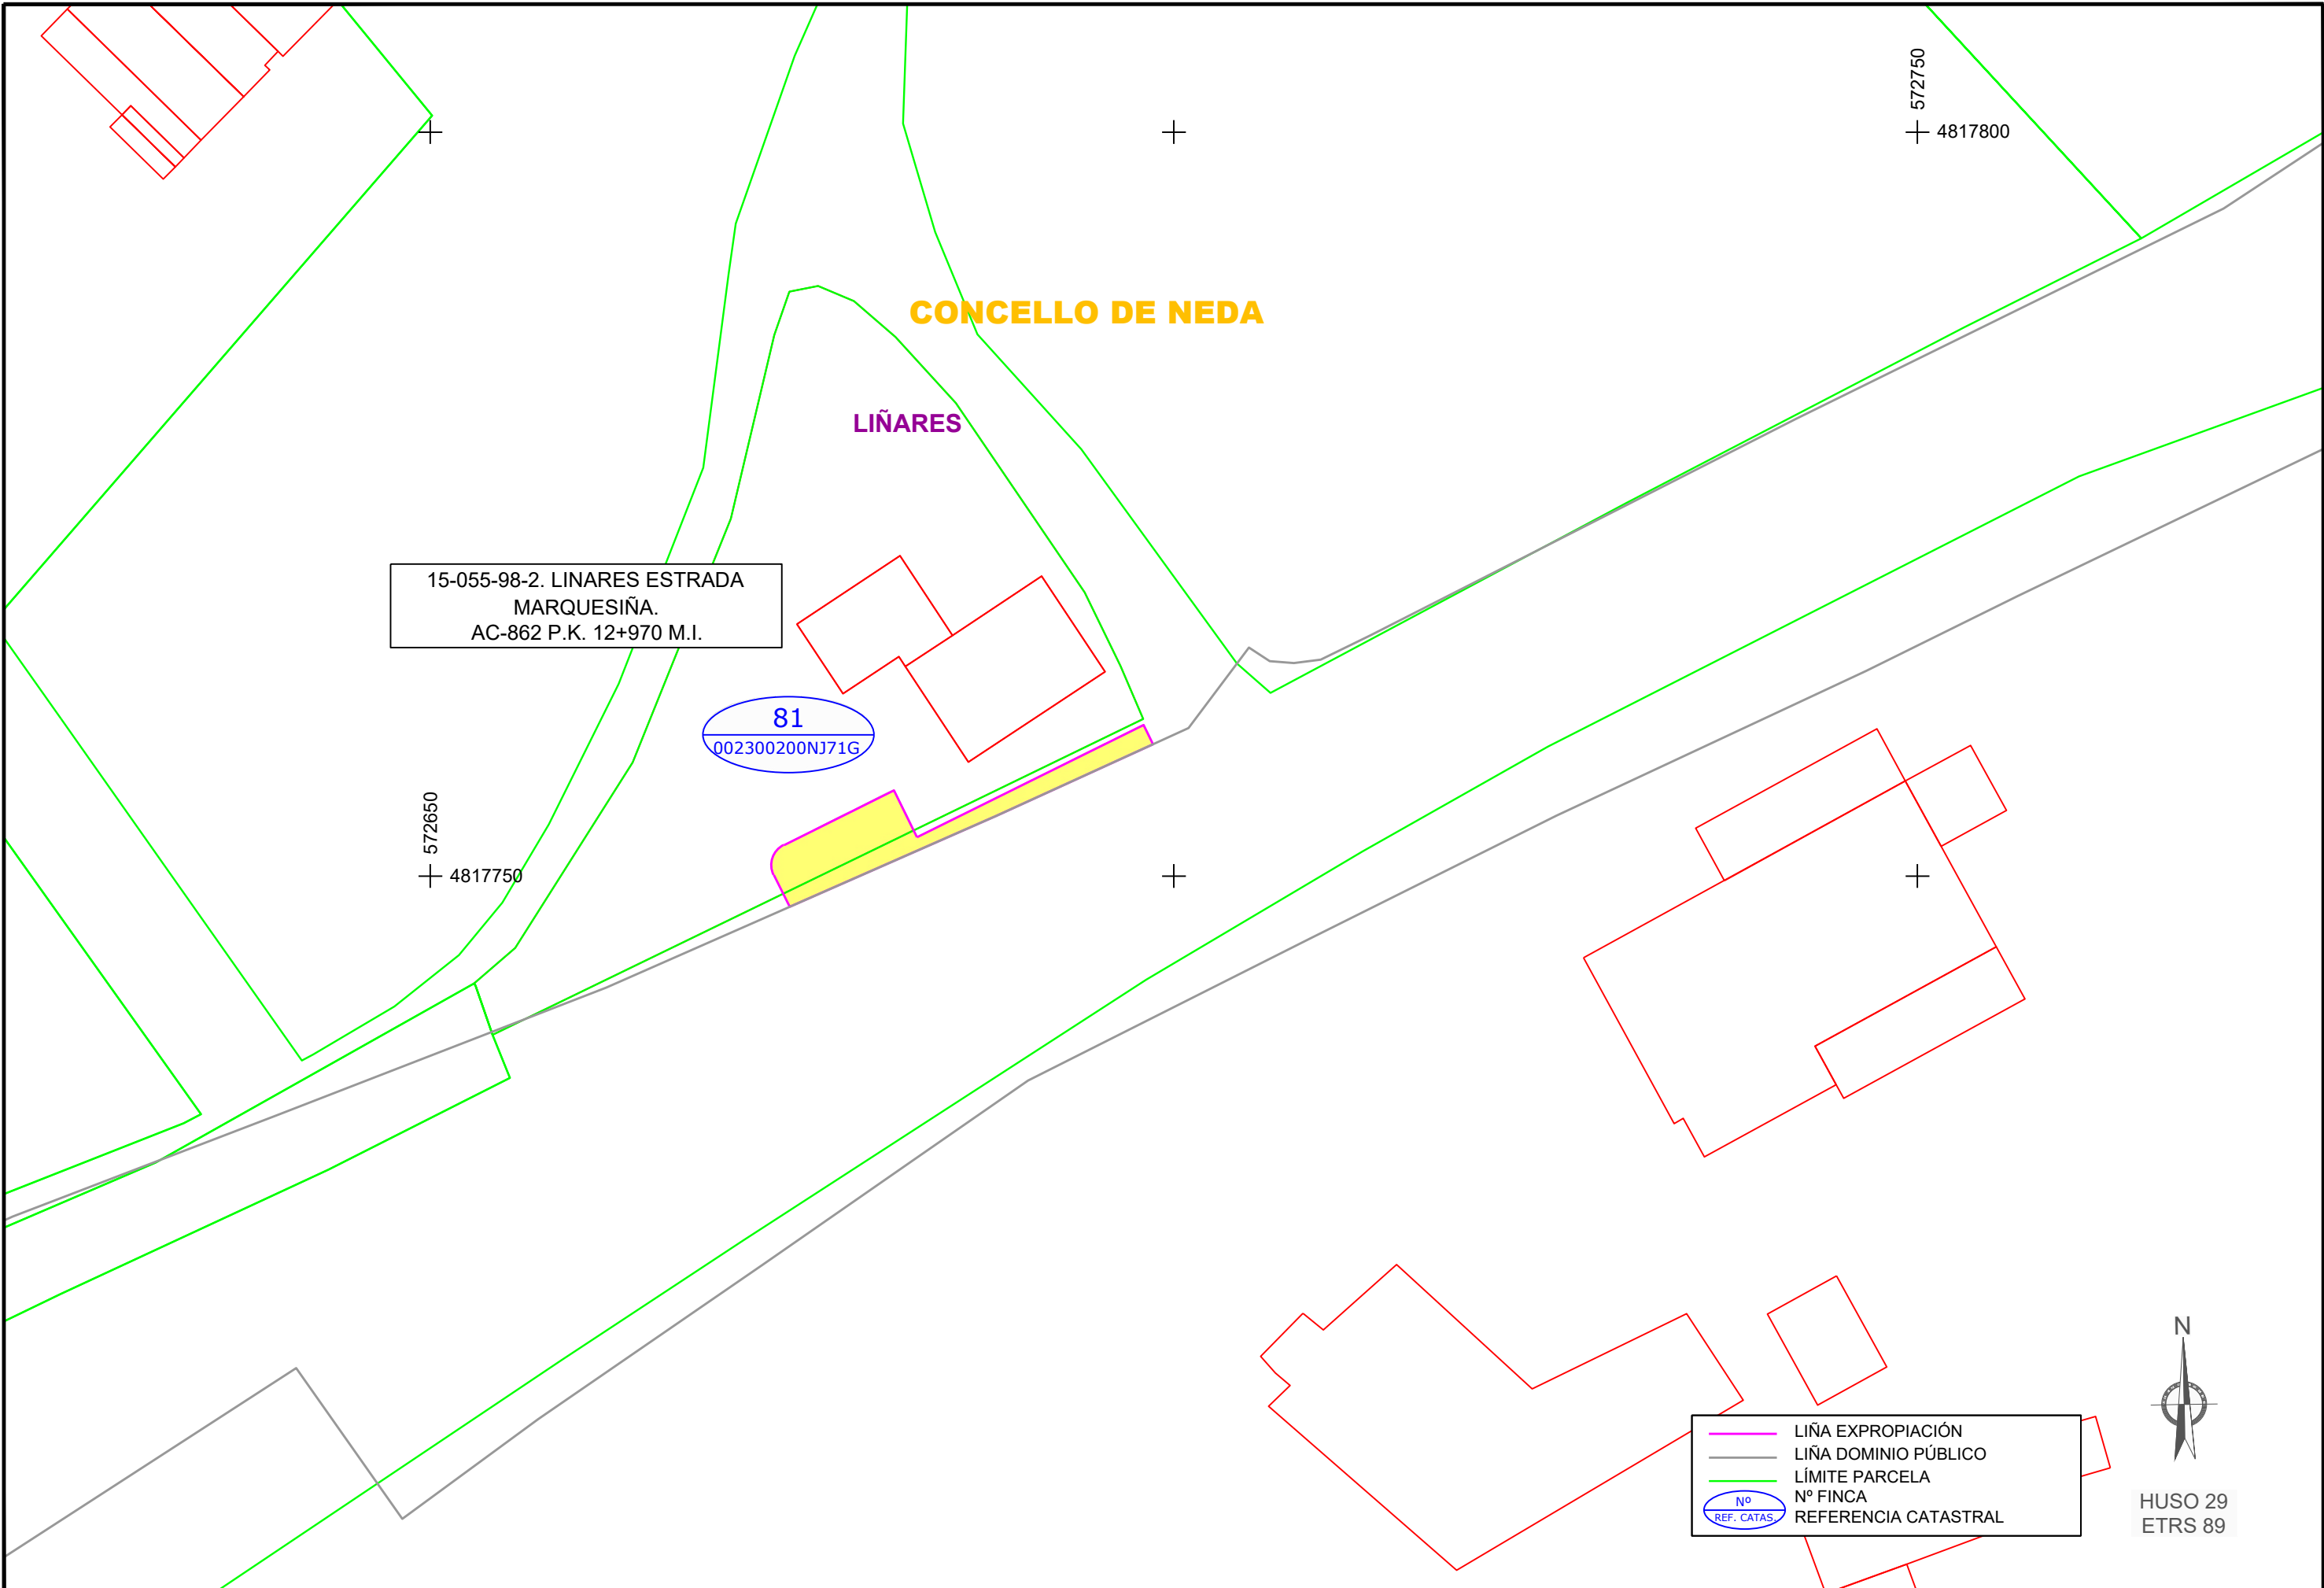 572750
4817800
CONCELLO DE NEDA
LIÑARES
15-055-98-2. LINARES ESTRADA
MARQUESIÑA.
AC-862 P.K. 12+970 M.I.
81
002300200NJ71G
572650
4817750
N
LIÑA EXPROPIACIÓN
LIÑA DOMINIO PÚBLICO
LÍMITE PARCELA
Nº
REF. CATAS.
Nº FINCA
REFERENCIA CATASTRAL
HUSO 29
ETRS 89